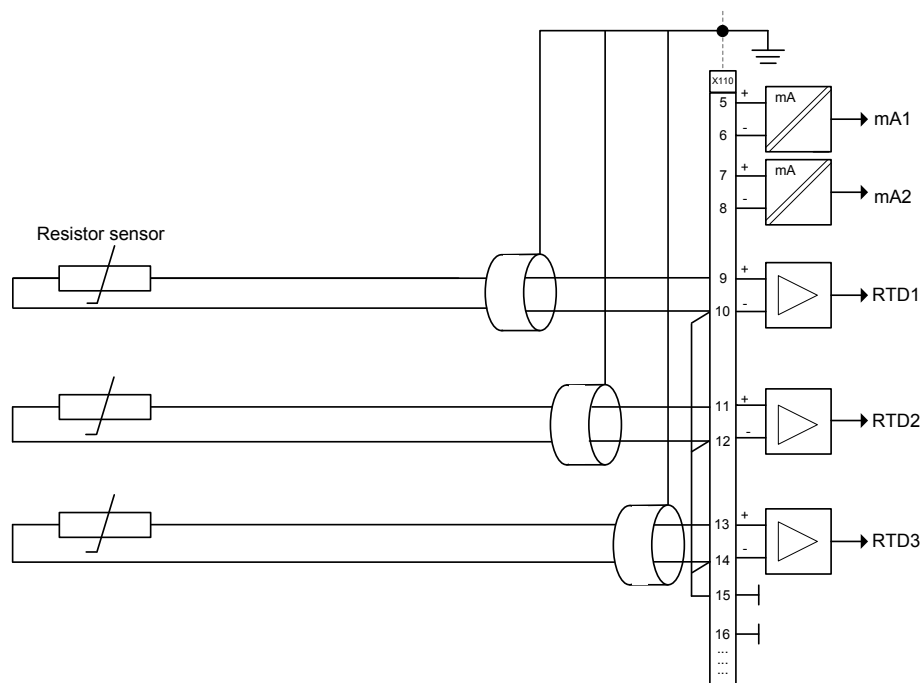 X110
5 + mA
mA1
6 -
7 + mA
mA2
8 -
Resistor sensor
9 +
RTD1
10 -
11 +
RTD2
12 -
13 +
RTD3
14 -
15
16
...
...
...